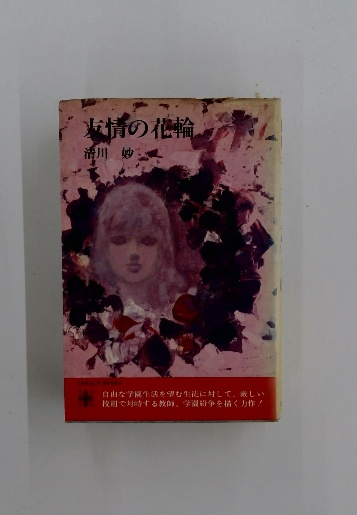 友情の花輪
清川 妙
自由な学園生活を望む生徒に対して、厳しい
校則で対峙する教師。学園紛争を描く力作！